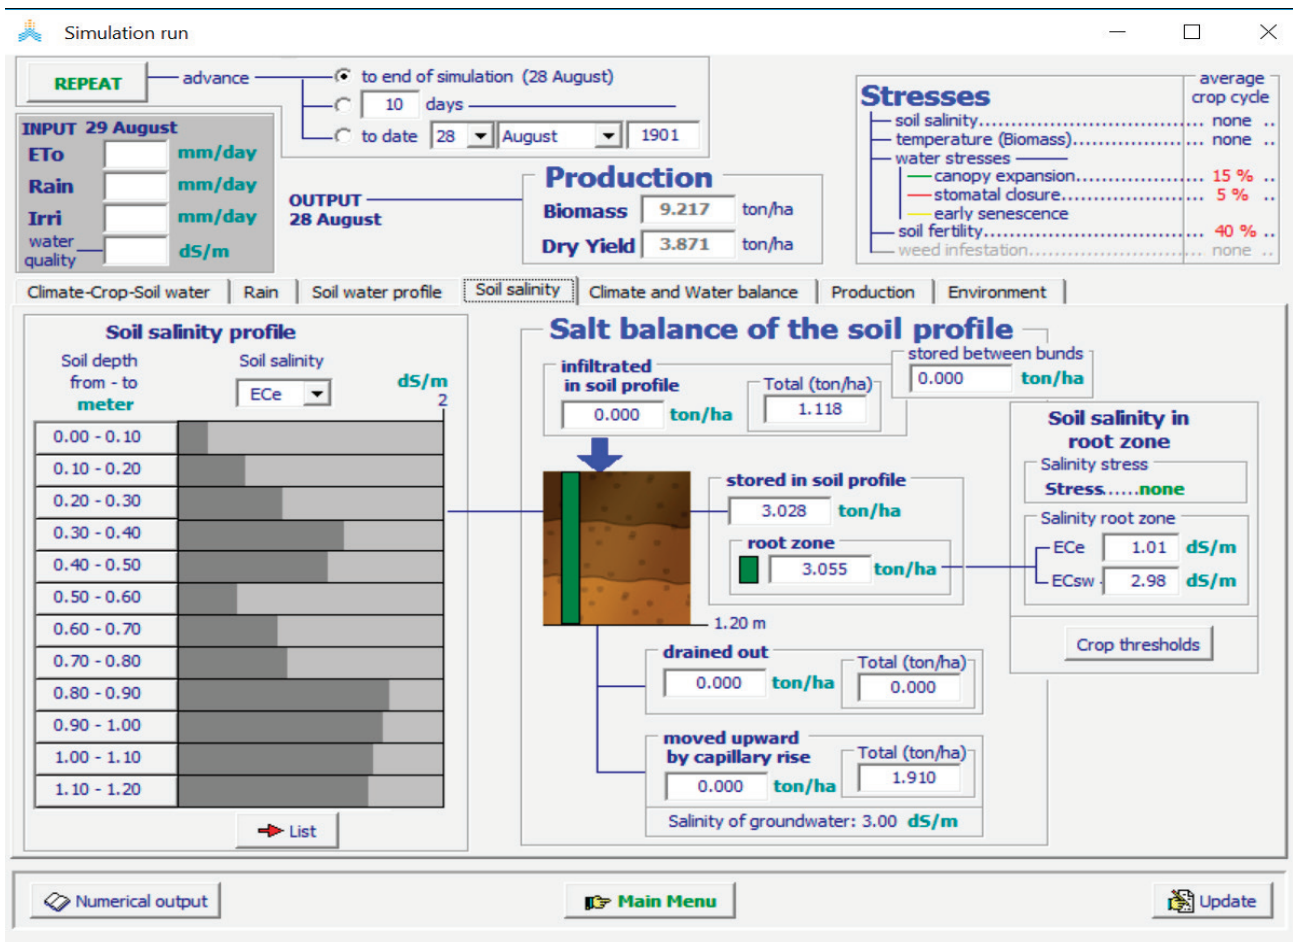 Simulation run
REPEAT
advance
to end of simulation (28 August)
10 days
to date 28 August 1901
INPUT 29 August
ETo mm/day
Rain mm/day
Irri mm/day
water
quality dS/m
OUTPUT
28 August
Production
Biomass 9.217 ton/ha
Dry Yield 3.871 ton/ha
Stresses
average
crop cycle
soil salinity................................ none ..
temperature (Biomass)................... none ..
water stresses
canopy expansion...................... 15 % ..
stomatal closure........................ 5 % ..
early senescence
soil fertility................................ 40 % ..
weed infestation.......................... none ..
Climate-Crop-Soil water Rain Soil water profile Soil salinity Climate and Water balance Production Environment
Soil salinity profile
Soil depth
from - to
meter
Soil salinity
ECe
dS/m
2
0.00 - 0.10
0.10 - 0.20
0.20 - 0.30
0.30 - 0.40
0.40 - 0.50
0.50 - 0.60
0.60 - 0.70
0.70 - 0.80
0.80 - 0.90
0.90 - 1.00
1.00 - 1.10
1.10 - 1.20
List
Salt balance of the soil profile
infiltrated
in soil profile
0.000 ton/ha
Total (ton/ha)
1.118
stored between bunds
0.000 ton/ha
stored in soil profile
3.028 ton/ha
root zone
3.055 ton/ha
1.20 m
drained out
0.000 ton/ha
Total (ton/ha)
0.000
moved upward
by capillary rise
0.000 ton/ha
Total (ton/ha)
1.910
Salinity of groundwater: 3.00 dS/m
Soil salinity in
root zone
Salinity stress
Stress......none
Salinity root zone
ECe 1.01 dS/m
ECsw 2.98 dS/m
Crop thresholds
Numerical output
Main Menu
Update